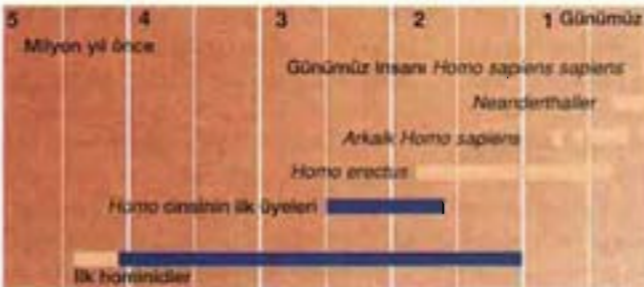 5 4 3 2 1 Günümüz
Milyon yıl önce
Günümüz İnsanı Homo sapiens sapiens
Neanderthaller
Arkaik Homo sapiens
Homo erectus
Homo cinsinin ilk üyeleri
İlk hominidler